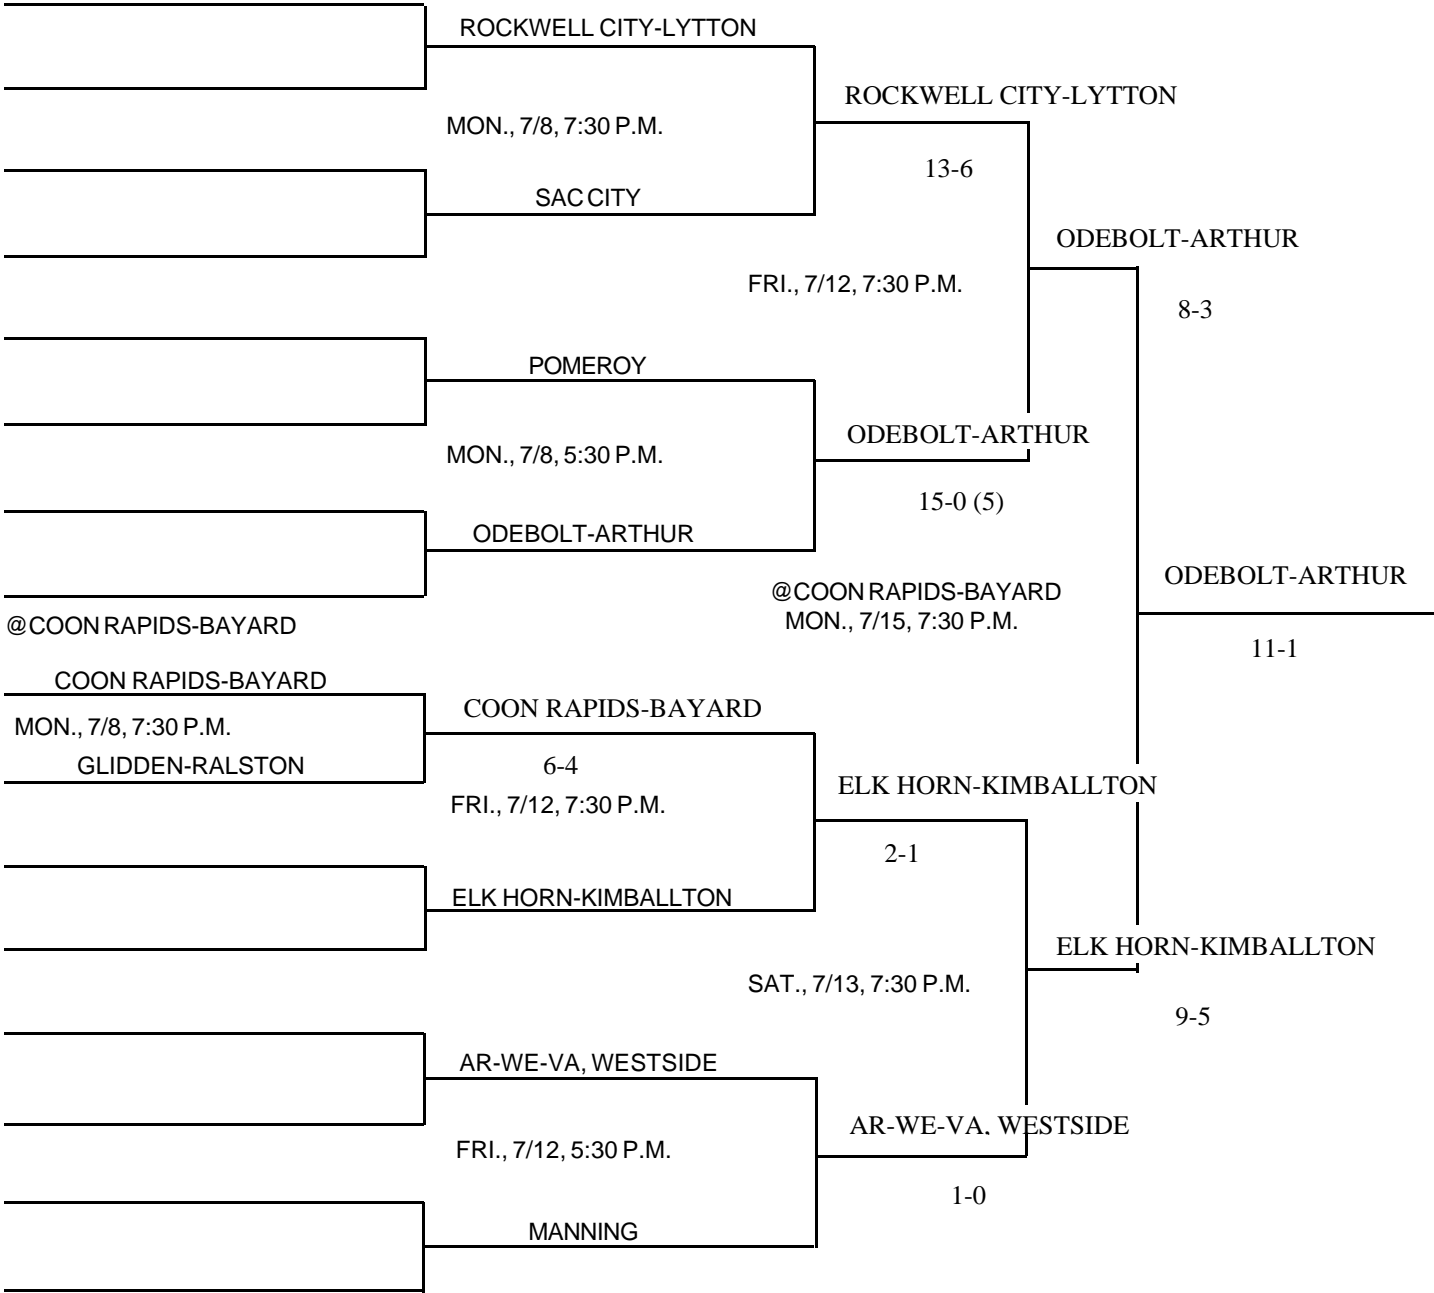 ROCKWELL CITY-LYTTON
ROCKWELL CITY-LYTTON
MON., 7/8, 7:30 P.M.
13-6
SAC CITY
ODEBOLT-ARTHUR
FRI., 7/12, 7:30 P.M.
8-3
POMEROY
ODEBOLT-ARTHUR
MON., 7/8, 5:30 P.M.
15-0 (5)
ODEBOLT-ARTHUR
ODEBOLT-ARTHUR
@COON RAPIDS-BAYARD
MON., 7/15, 7:30 P.M.
@COON RAPIDS-BAYARD
11-1
COON RAPIDS-BAYARD
COON RAPIDS-BAYARD
MON., 7/8, 7:30 P.M.
GLIDDEN-RALSTON
6-4
ELK HORN-KIMBALLTON
FRI., 7/12, 7:30 P.M.
2-1
ELK HORN-KIMBALLTON
ELK HORN-KIMBALLTON
SAT., 7/13, 7:30 P.M.
9-5
AR-WE-VA, WESTSIDE
AR-WE-VA, WESTSIDE
FRI., 7/12, 5:30 P.M.
1-0
MANNING